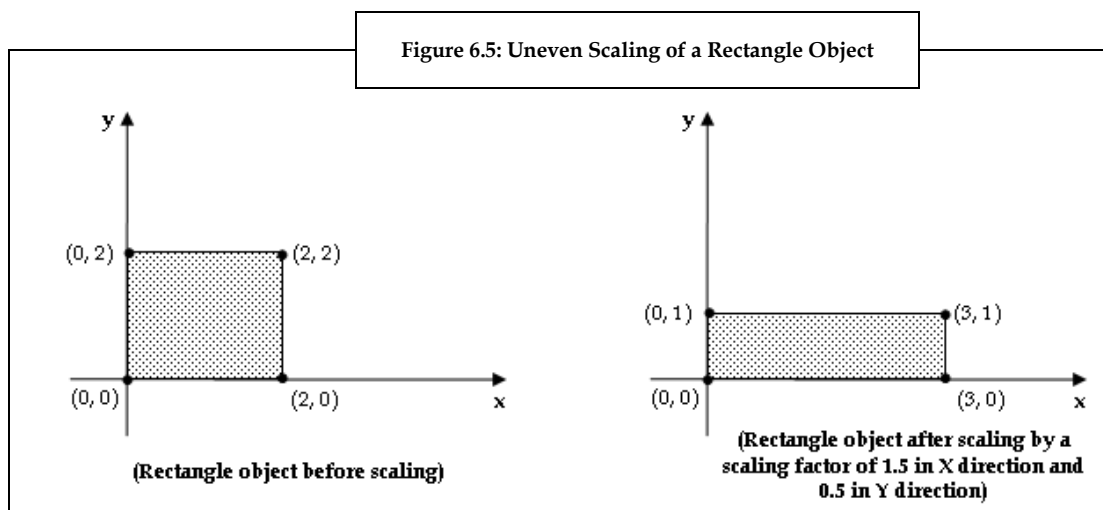 Figure 6.5: Uneven Scaling of a Rectangle Object
y
(0, 2)
(2, 2)
(0, 0)
(2, 0)
x
(Rectangle object before scaling)
y
(0, 1)
(3, 1)
(0, 0)
(3, 0)
x
(Rectangle object after scaling by a
scaling factor of 1.5 in X direction and
0.5 in Y direction)